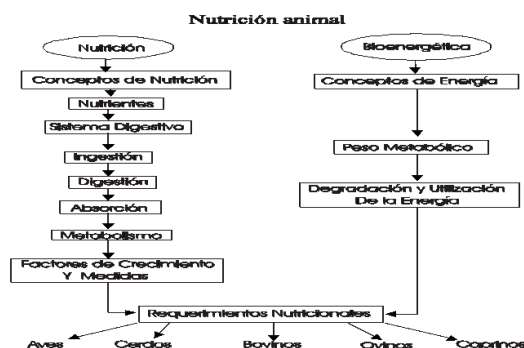 Nutrición animal
Nutrición
Bioenergética
Conceptos de Nutrición
Conceptos de Energía
Nutrientes
Sistema Digestivo
Ingestión
Peso Metabólico
Digestión
Degradación y Utilización
De la Energía
Absorción
Metabolismo
Factores de Crecimiento
Y Medidas
Requerimientos Nutricionales
Aves Cerdos Bovinos Ovinos Caprinos